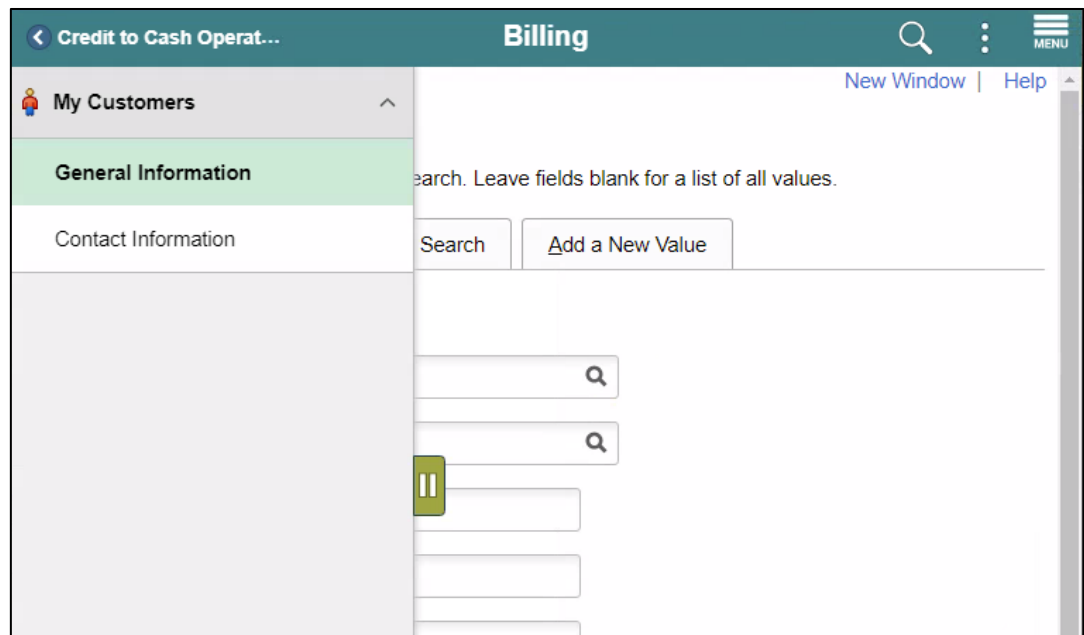 Credit to Cash Operat... Billing MENU
New Window | Help
My Customers
General Information
earch. Leave fields blank for a list of all values.
Contact Information
Search Add a New Value